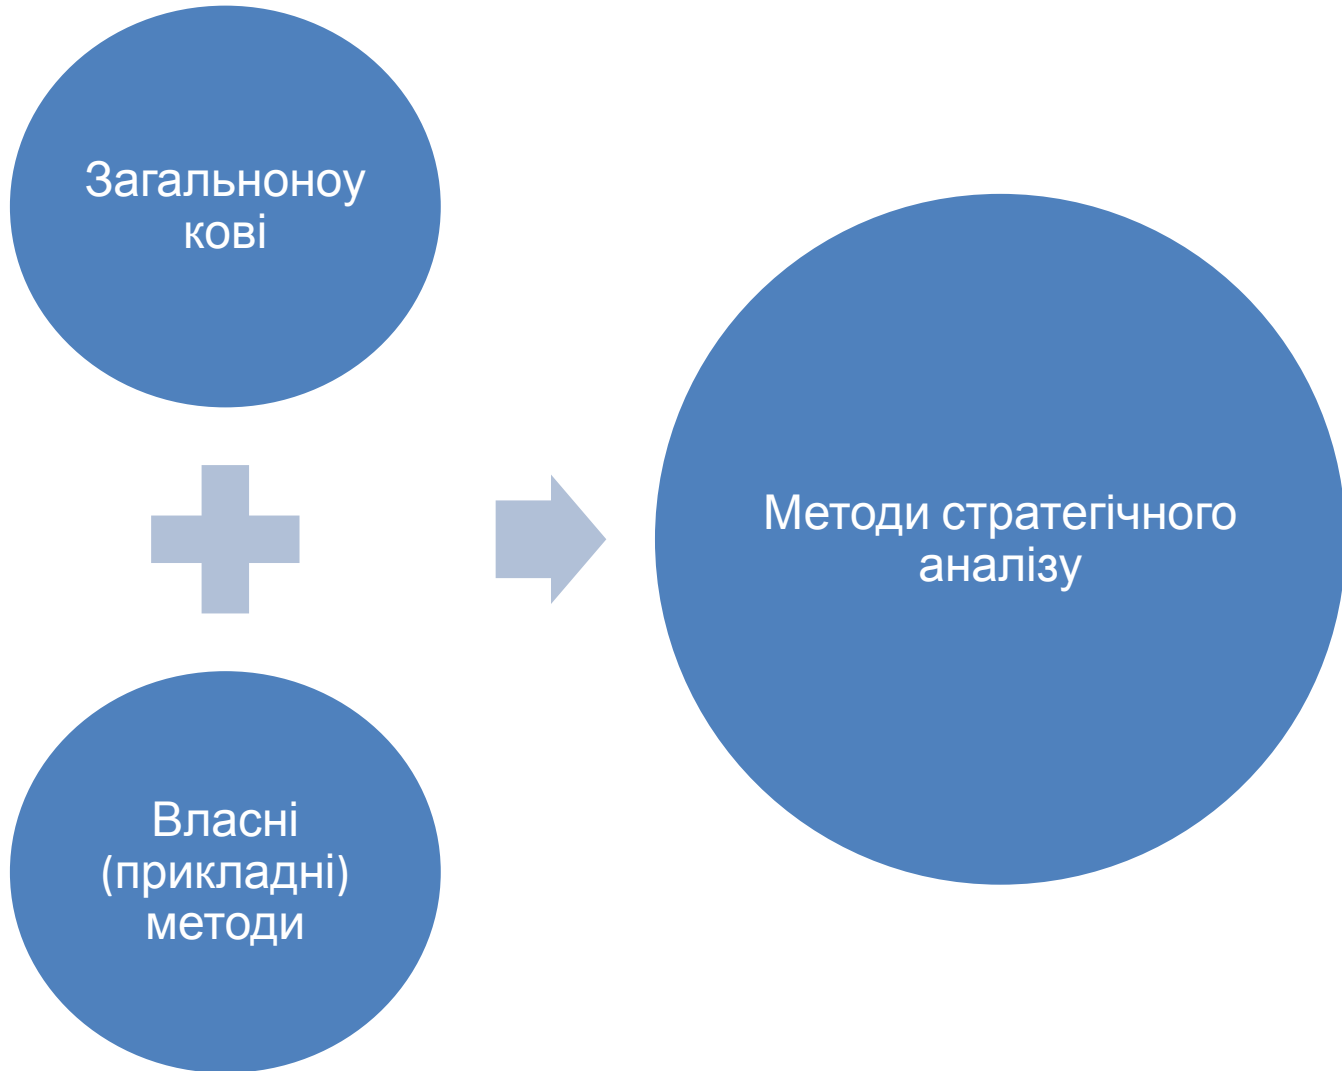 Загальноноу
кові
Методи стратегічного
аналізу
Власні
(прикладні)
методи